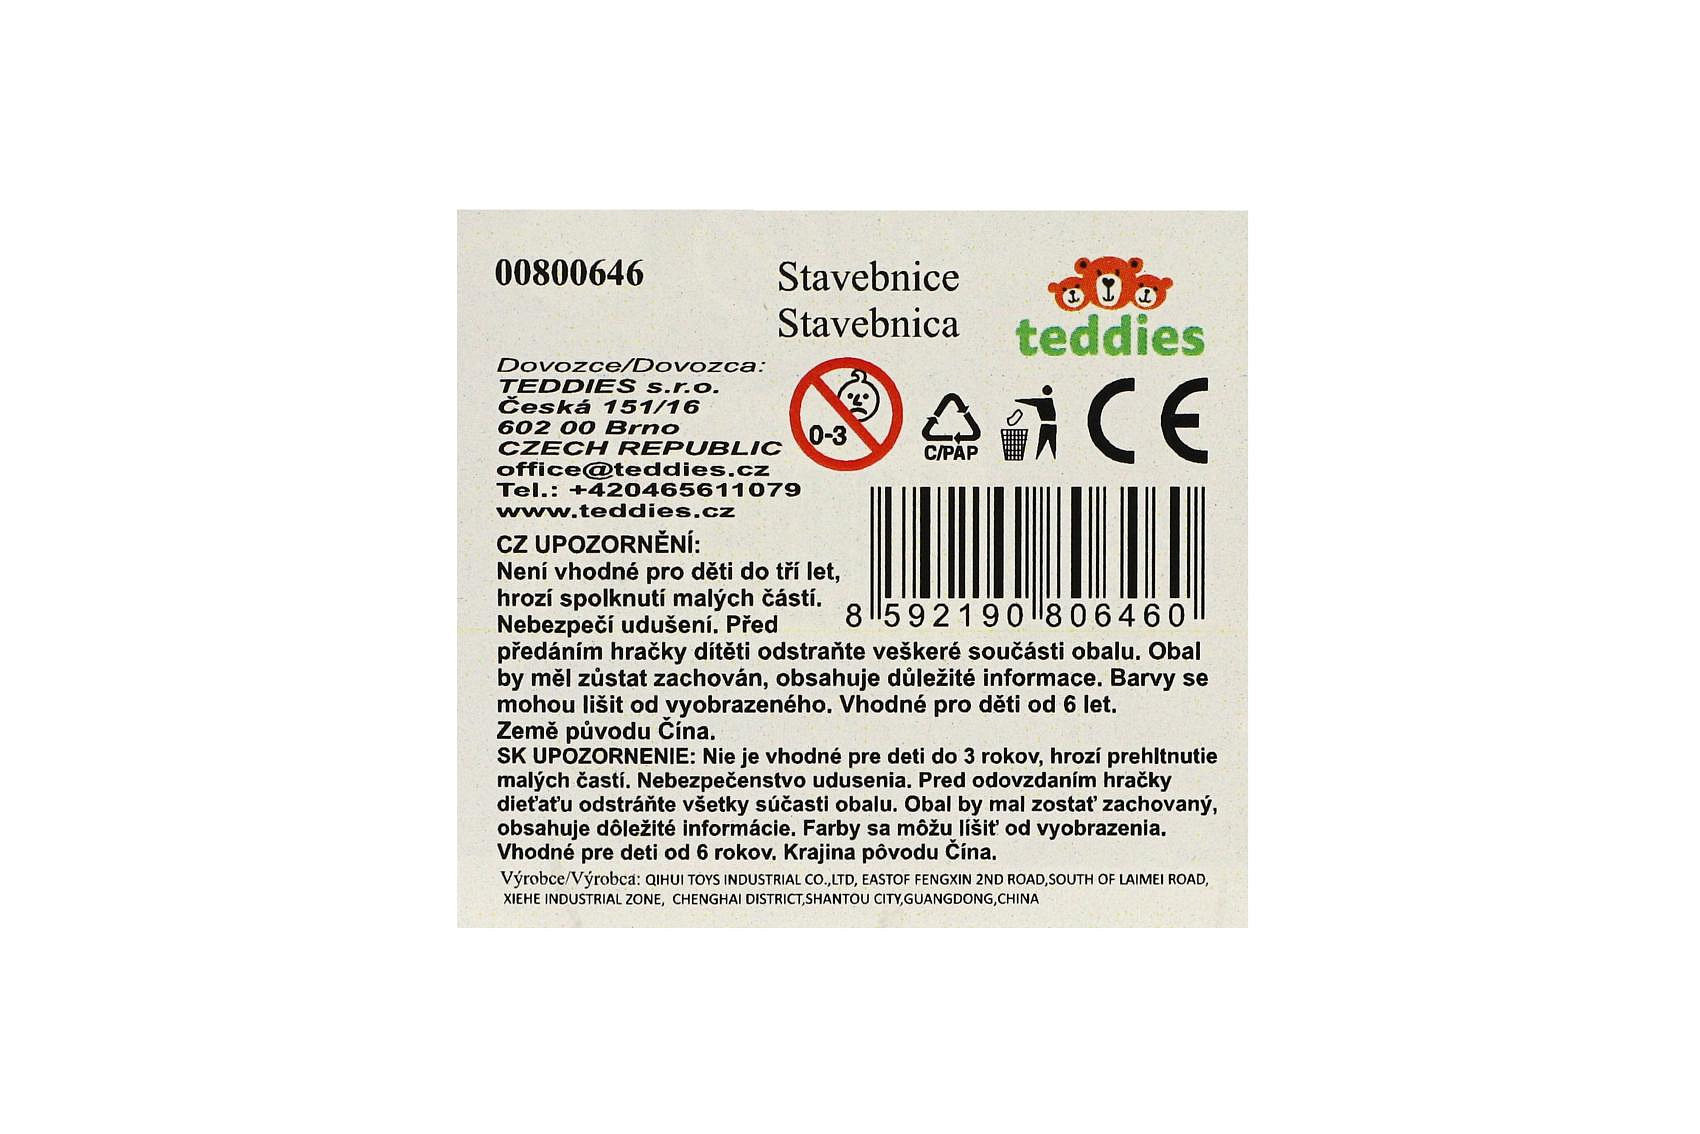 00800646
Stavebnice
Stavebnica
teddies
Dovozce/Dovozca:
TEDDIES s.r.o.
Česká 151/16
602 00 Brno
CZECH REPUBLIC
office@teddies.cz
Tel.: +420465611079
www.teddies.cz
0-3
C/PAP
CE
CZ UPOZORNĚNÍ:
Není vhodné pro děti do tří let,
hrozí spolknutí malých částí.
Nebezpečí udušení. Před
předáním hračky dítěti odstraňte veškeré součásti obalu. Obal
by měl zůstat zachován, obsahuje důležité informace. Barvy se
mohou lišit od vyobrazeného. Vhodné pro děti od 6 let.
Země původu Čína.
8 592190 806460
SK UPOZORNENIE: Nie je vhodné pre deti do 3 rokov, hrozí prehltnutie
malých častí. Nebezpečenstvo udusenia. Pred odovzdaním hračky
dieťaťu odstráňte všetky súčasti obalu. Obal by mal zostať zachovaný,
obsahuje dôležité informácie. Farby sa môžu líšiť od vyobrazenia.
Vhodné pre deti od 6 rokov. Krajina pôvodu Čína.
Výrobce/Výrobca: QIHUI TOYS INDUSTRIAL CO.,LTD, EASTOF FENGXIN 2ND ROAD,SOUTH OF LAIMEI ROAD,
XIEHE INDUSTRIAL ZONE, CHENGHAI DISTRICT,SHANTOU CITY,GUANGDONG,CHINA